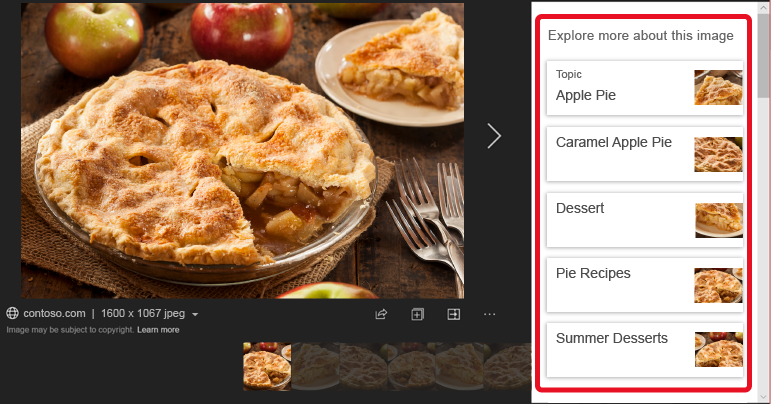 Explore more about this image
Topic
Apple Pie
Caramel Apple Pie
Dessert
Pie Recipes
Summer Desserts
contoso.com | 1600 x 1067 jpeg
Image may be subject to copyright. Learn more